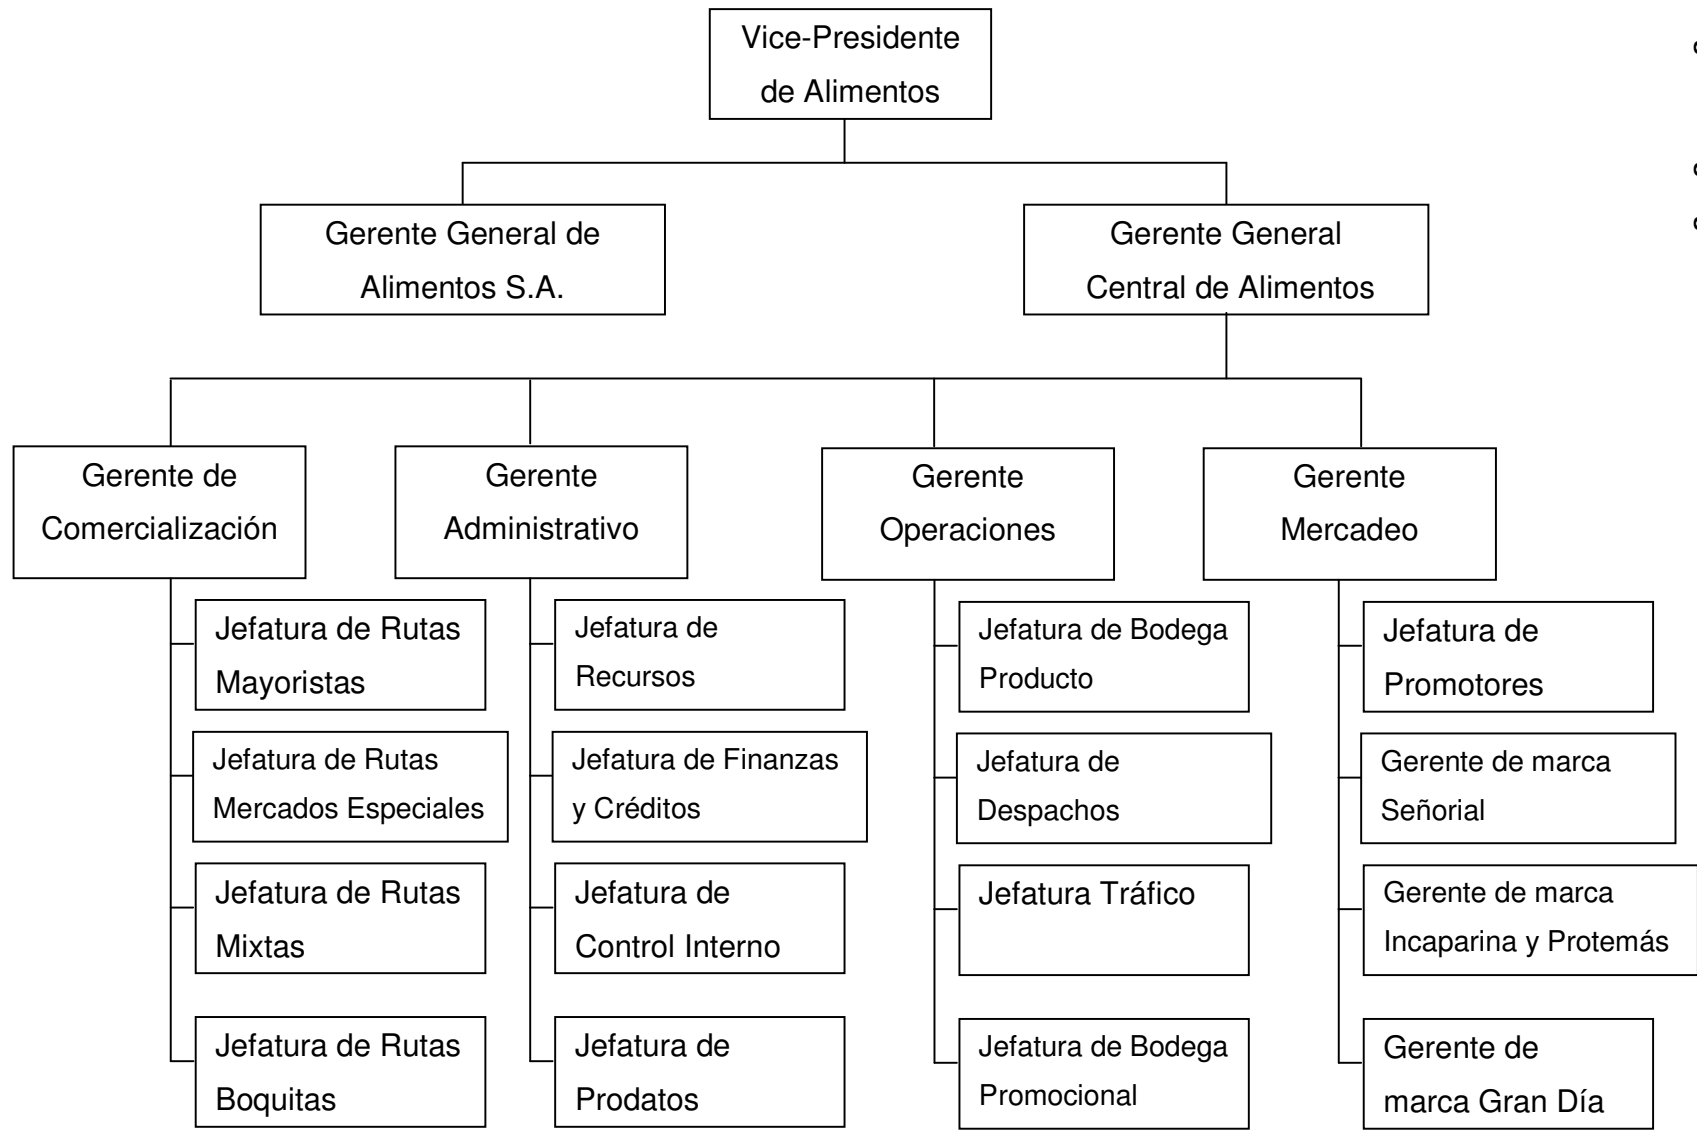 Vice-Presidente
de Alimentos
Gerente General de
Alimentos S.A.
Gerente General
Central de Alimentos
Gerente de
Comercialización
Gerente
Administrativo
Gerente
Operaciones
Gerente
Mercadeo
Jefatura de Rutas
Mayoristas
Jefatura de Rutas
Mercados Especiales
Jefatura de Rutas
Mixtas
Jefatura de Rutas
Boquitas
Jefatura de
Recursos
Jefatura de Finanzas
y Créditos
Jefatura de
Control Interno
Jefatura de
Prodatos
Jefatura de Bodega
Producto
Jefatura de
Despachos
Jefatura Tráfico
Jefatura de Bodega
Promocional
Jefatura de
Promotores
Gerente de marca
Señorial
Gerente de marca
Incaparina y Protemás
Gerente de
marca Gran Día